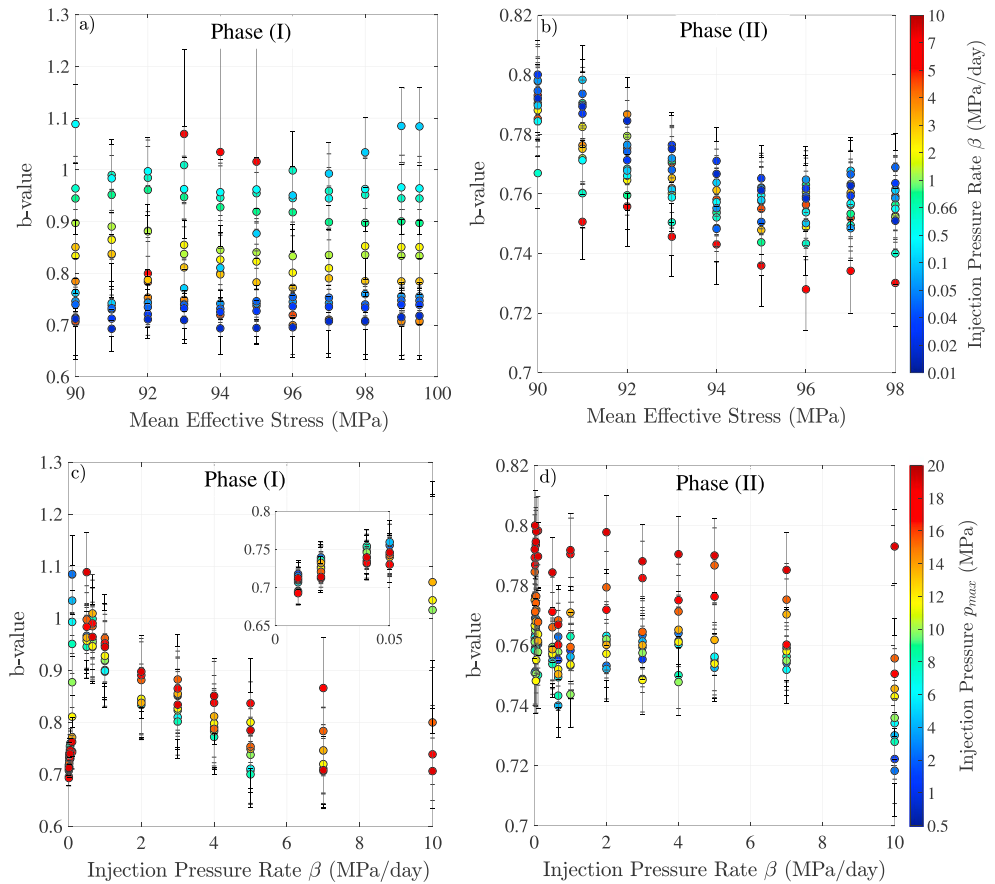 a)
Phase (I)
1.3
1.2
1.1
1
0.9
0.8
0.7
0.6
b-value
90 92 94 96 98 100
Mean Effective Stress (MPa)
b)
Phase (II)
0.82
0.8
0.78
0.76
0.74
0.72
0.7
b-value
90 92 94 96 98
Mean Effective Stress (MPa)
10
7
5
4
3
2
1
0.66
0.5
0.1
0.05
0.04
0.02
0.01
Injection Pressure Rate β (MPa/day)
c)
Phase (I)
1.3
1.2
1.1
1
0.9
0.8
0.7
0.6
b-value
0.8
0.75
0.7
0.65
0 0.05
0 2 4 6 8 10
Injection Pressure Rate β (MPa/day)
d)
Phase (II)
0.82
0.8
0.78
0.76
0.74
0.72
0.7
b-value
0 2 4 6 8 10
Injection Pressure Rate β (MPa/day)
20
18
16
14
12
10
8
6
4
2
1
0.5
Injection Pressure pmax (MPa)